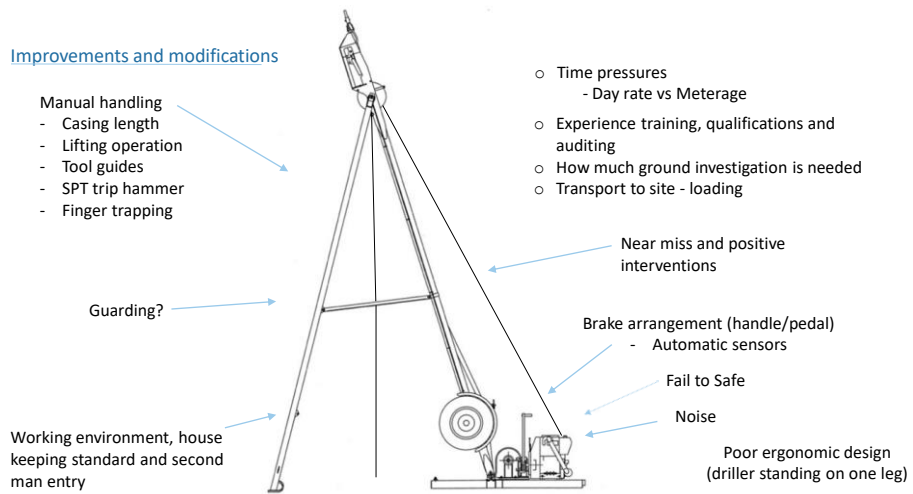 Improvements and modifications
Manual handling
- Casing length
- Lifting operation
- Tool guides
- SPT trip hammer
- Finger trapping
o Time pressures
- Day rate vs Meterage
o Experience training, qualifications and
auditing
o How much ground investigation is needed
o Transport to site - loading
Near miss and positive
interventions
Guarding?
Brake arrangement (handle/pedal)
- Automatic sensors
Fail to Safe
Noise
Working environment, house
keeping standard and second
man entry
Poor ergonomic design
(driller standing on one leg)